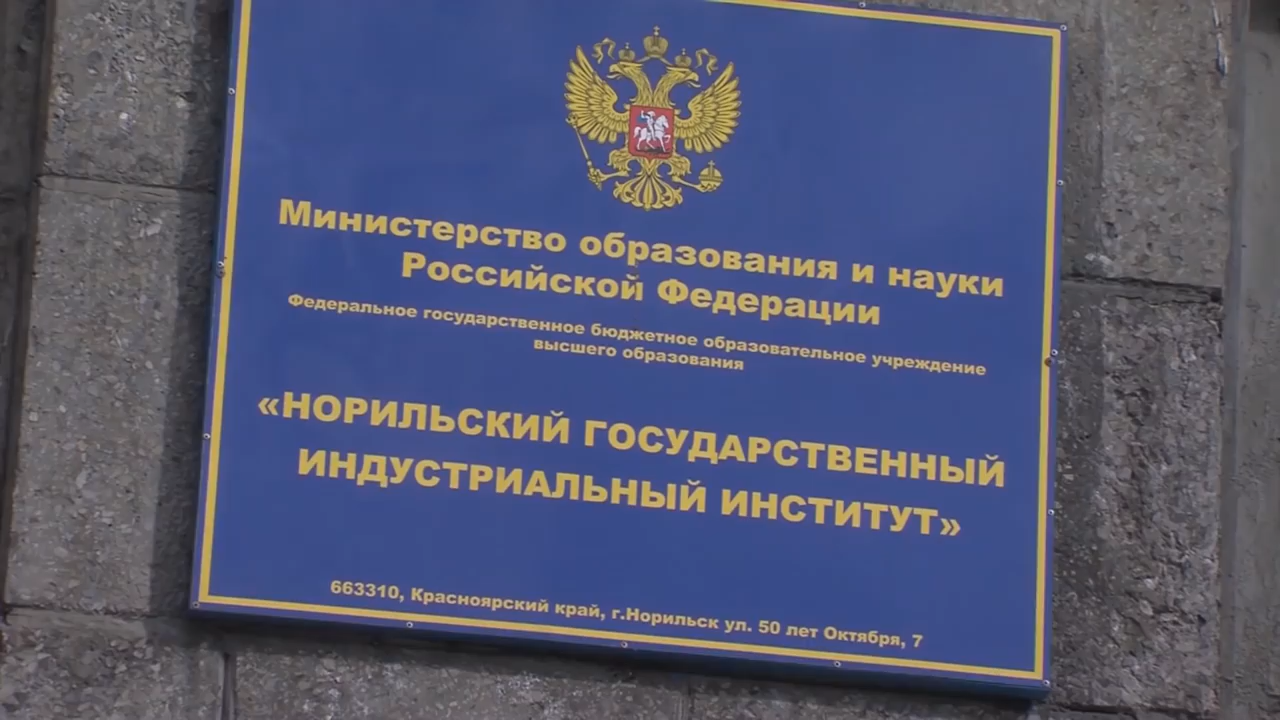 Министерство образования и науки
Российской Федерации
Федеральное государственное бюджетное образовательное учреждение
высшего образования
«НОРИЛЬСКИЙ ГОСУДАРСТВЕННЫЙ
ИНДУСТРИАЛЬНЫЙ ИНСТИТУТ»
663310, Красноярский край, г.Норильск ул. 50 лет Октября, 7